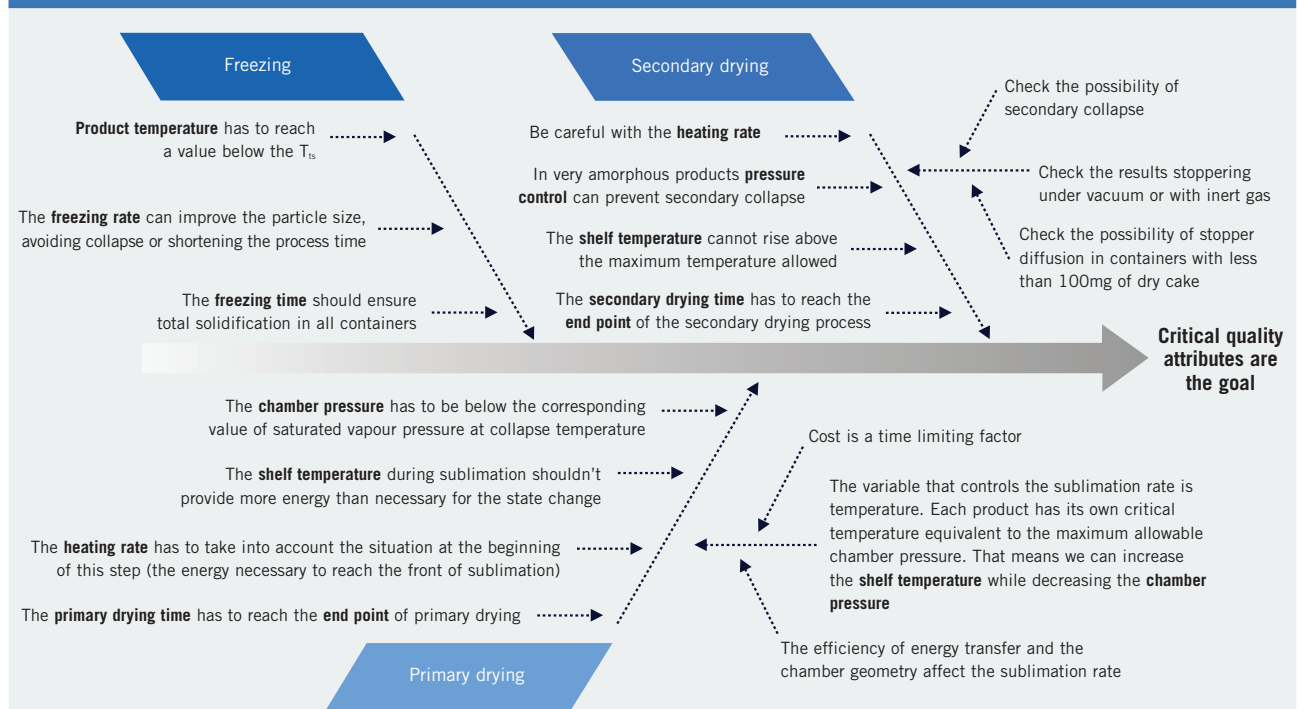 Freezing
Product temperature has to reach
a value below the Tts
The freezing rate can improve the particle size,
avoiding collapse or shortening the process time
The freezing time should ensure
total solidification in all containers
Secondary drying
Be careful with the heating rate
In very amorphous products pressure
control can prevent secondary collapse
The shelf temperature cannot rise above
the maximum temperature allowed
The secondary drying time has to reach the
end point of the secondary drying process
Check the possibility of
secondary collapse
Check the results stoppering
under vacuum or with inert gas
Check the possibility of stopper
diffusion in containers with less
than 100mg of dry cake
Critical quality
attributes are
the goal
The chamber pressure has to be below the corresponding
value of saturated vapour pressure at collapse temperature
The shelf temperature during sublimation shouldn't
provide more energy than necessary for the state change
The heating rate has to take into account the situation at the beginning
of this step (the energy necessary to reach the front of sublimation)
The primary drying time has to reach the end point of primary drying
Primary drying
Cost is a time limiting factor
The variable that controls the sublimation rate is
temperature. Each product has its own critical
temperature equivalent to the maximum allowable
chamber pressure. That means we can increase
the shelf temperature while decreasing the chamber
pressure
The efficiency of energy transfer and the
chamber geometry affect the sublimation rate